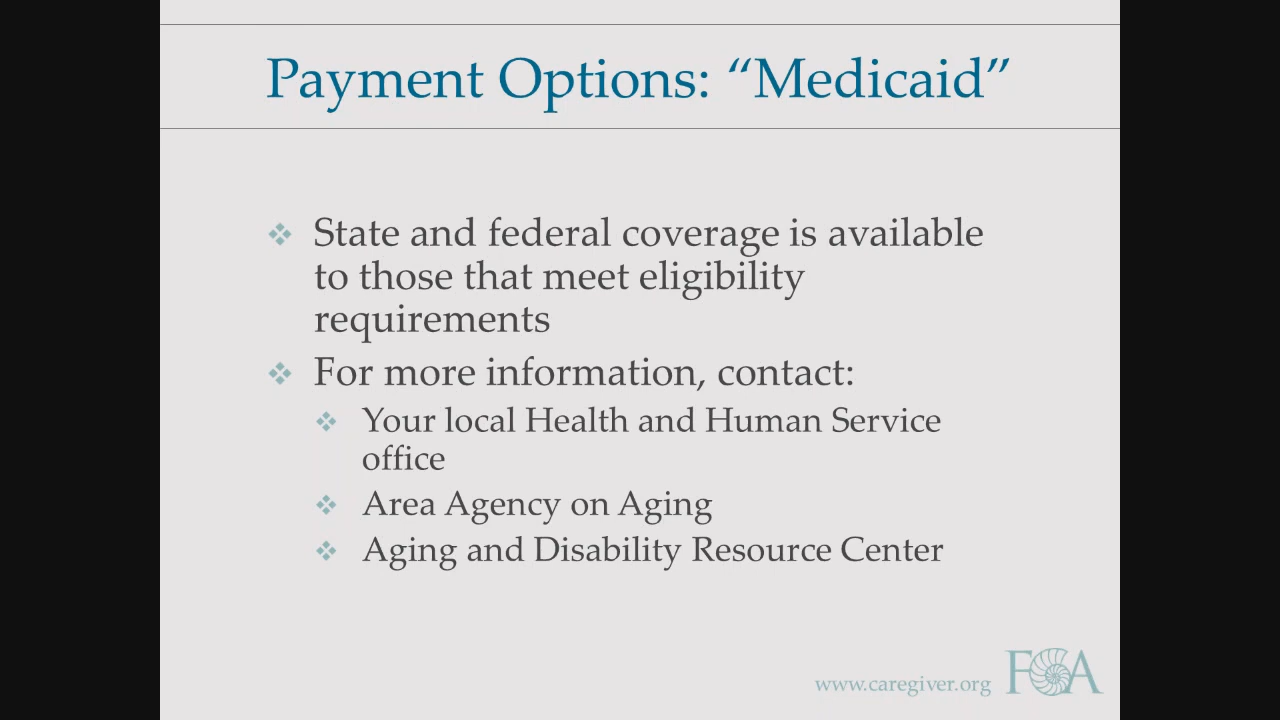 Payment Options: “Medicaid”
State and federal coverage is available
to those that meet eligibility
requirements
For more information, contact:
Your local Health and Human Service
office
Area Agency on Aging
Aging and Disability Resource Center
www.caregiver.org FCA